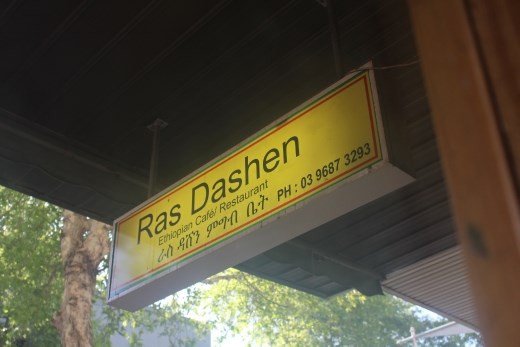 Ras Dashen
Ethiopian Café/ Restaurant
ራስ ዳሸን ምግብ ቤት PH : 03 9687 3293